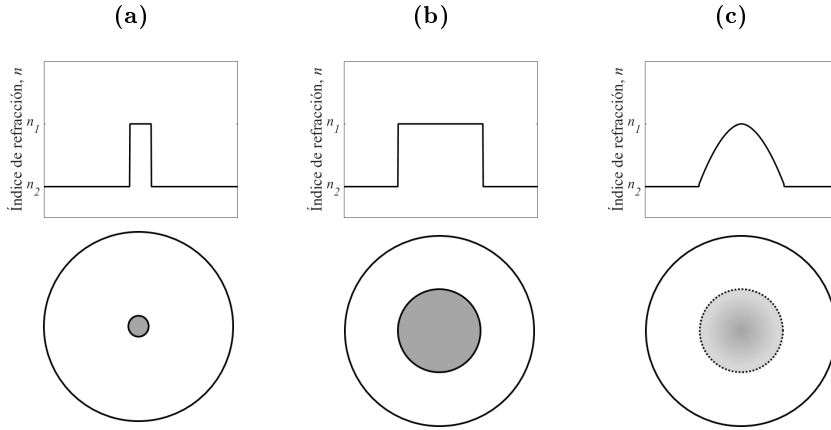 (a)
(b)
(c)
Índice de refracción, n
n1
n2
Índice de refracción, n
n1
n2
Índice de refracción, n
n1
n2